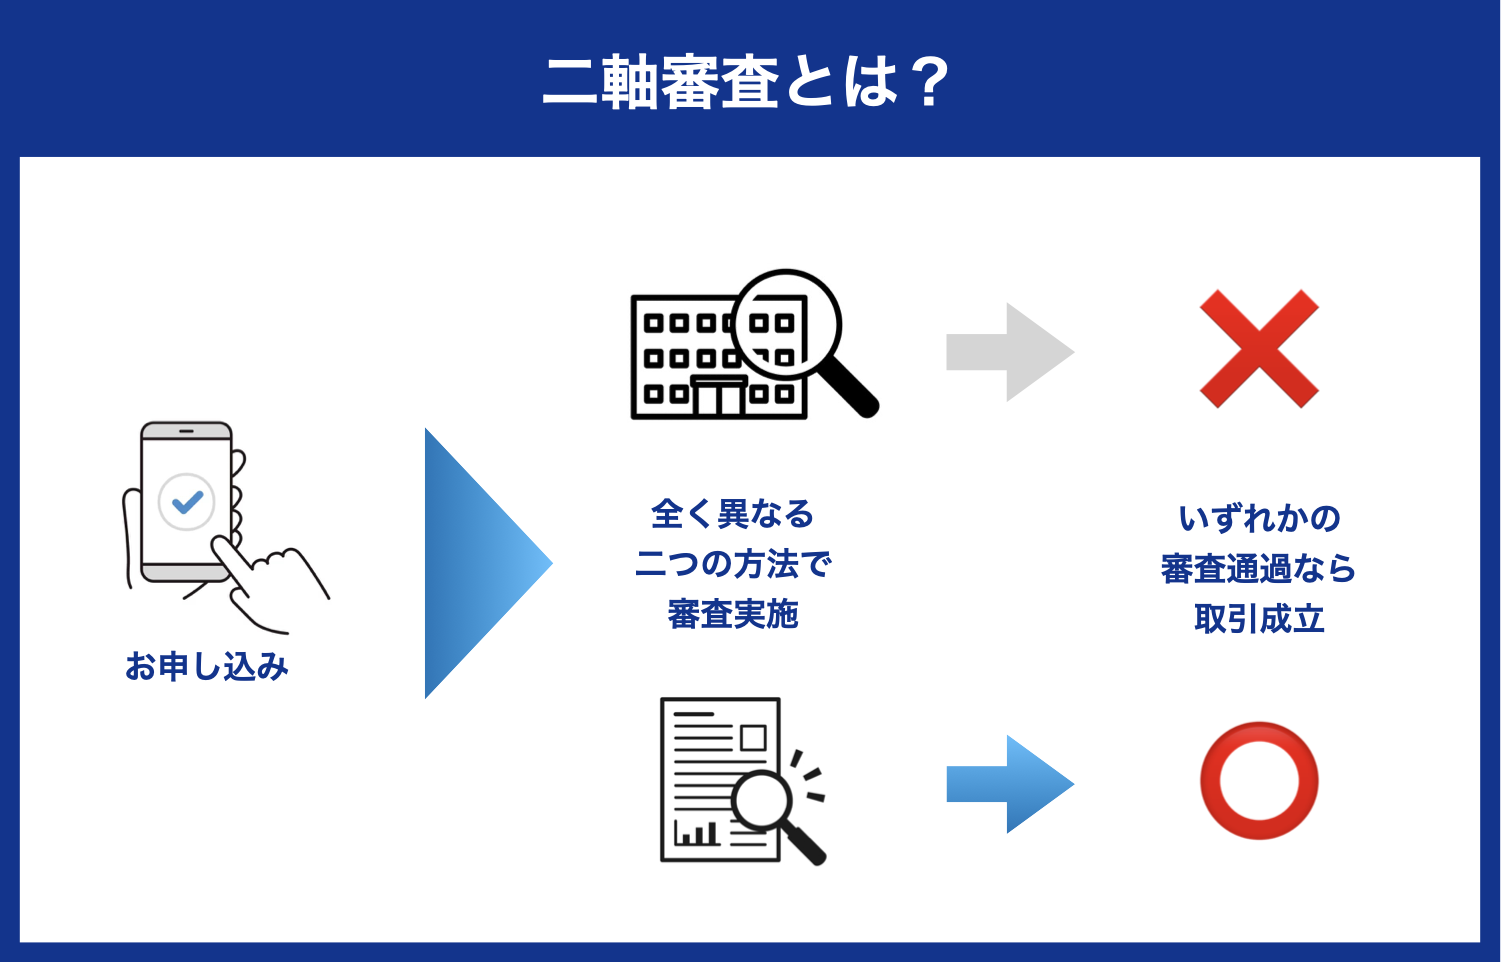 二軸審査とは？
お申し込み
全く異なる
二つの方法で
審査実施
いずれかの
審査通過なら
取引成立